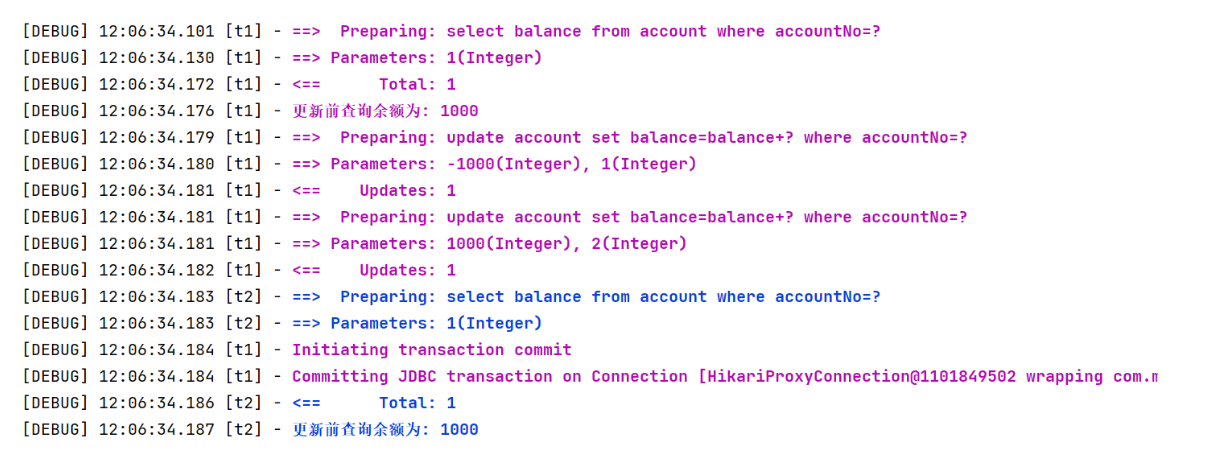 [DEBUG] 12:06:34.101 [t1] - ==>  Preparing: select balance from account where accountNo=?
[DEBUG] 12:06:34.130 [t1] - ==> Parameters: 1(Integer)
[DEBUG] 12:06:34.172 [t1] - <==      Total: 1
[DEBUG] 12:06:34.176 [t1] - 更新前查询余额为: 1000
[DEBUG] 12:06:34.179 [t1] - ==>  Preparing: update account set balance=balance+? where accountNo=?
[DEBUG] 12:06:34.180 [t1] - ==> Parameters: -1000(Integer), 1(Integer)
[DEBUG] 12:06:34.181 [t1] - <==    Updates: 1
[DEBUG] 12:06:34.181 [t1] - ==>  Preparing: update account set balance=balance+? where accountNo=?
[DEBUG] 12:06:34.181 [t1] - ==> Parameters: 1000(Integer), 2(Integer)
[DEBUG] 12:06:34.182 [t1] - <==    Updates: 1
[DEBUG] 12:06:34.183 [t2] - ==>  Preparing: select balance from account where accountNo=?
[DEBUG] 12:06:34.183 [t2] - ==> Parameters: 1(Integer)
[DEBUG] 12:06:34.184 [t1] - Initiating transaction commit
[DEBUG] 12:06:34.184 [t1] - Committing JDBC transaction on Connection [HikariProxyConnection@1101849502 wrapping com.m
[DEBUG] 12:06:34.186 [t2] - <==      Total: 1
[DEBUG] 12:06:34.187 [t2] - 更新前查询余额为: 1000